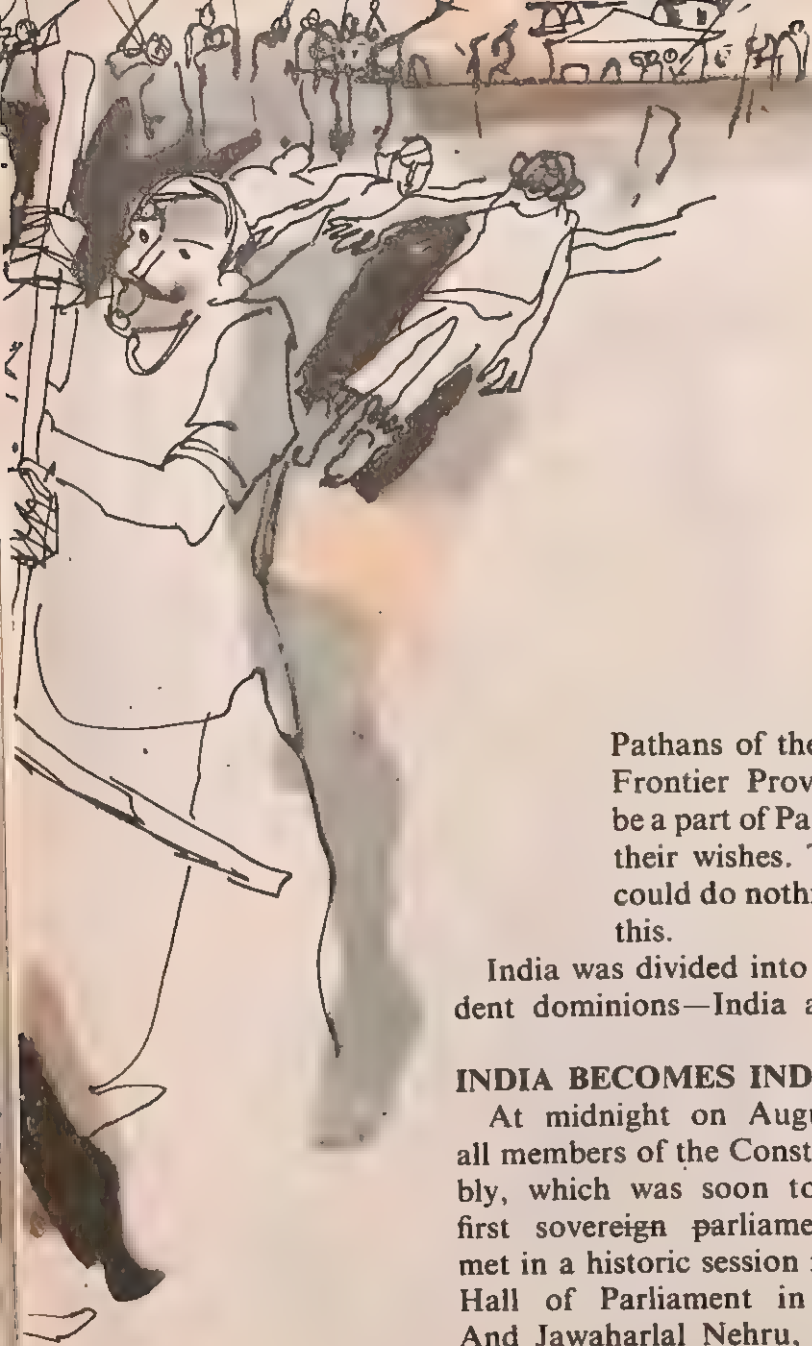 Pathans of the
Frontier Prov
be a part of Pa
their wishes.
could do noth
this.
India was divided into
dent dominions—India a
INDIA BECOMES IND
At midnight on Augu
all members of the Const
bly, which was soon to
first sovereign parliame
met in a historic session
Hall of Parliament in
And Jawaharlal Nehru,